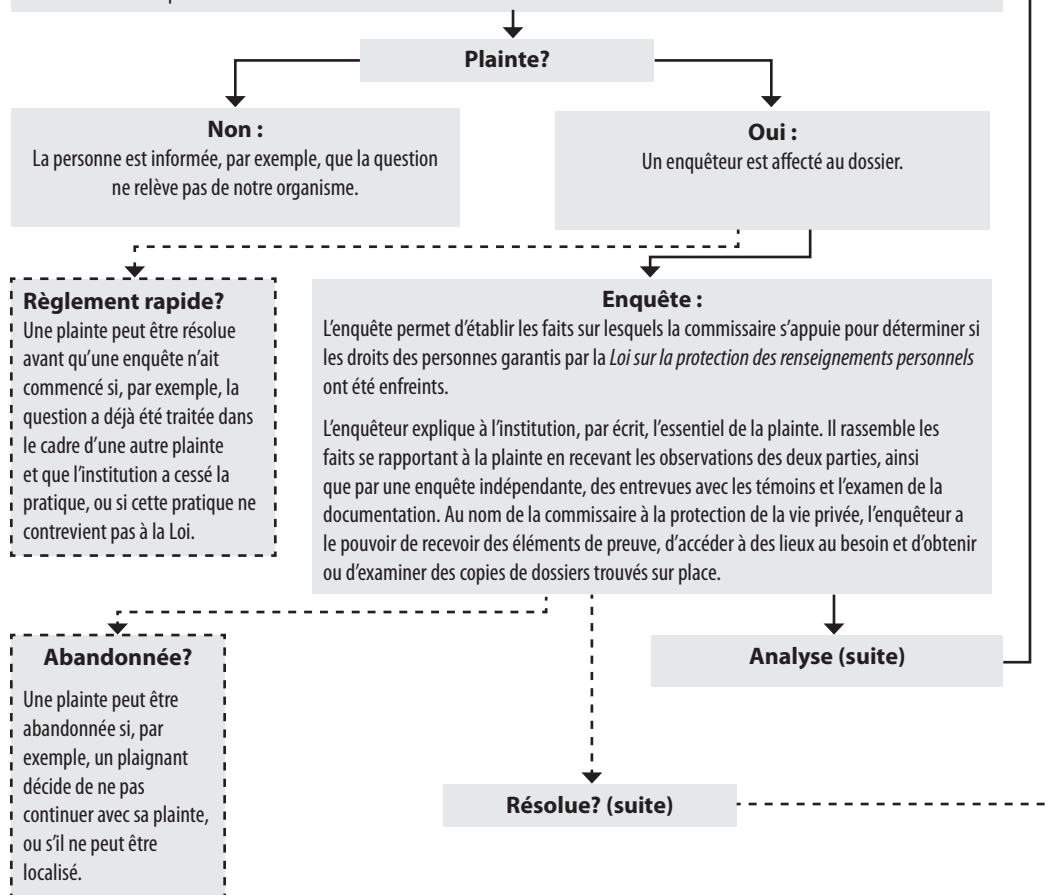 Plainte?
Non :
La personne est informée, par exemple, que la question
ne relève pas de notre organisme.
Oui :
Un enquêteur est affecté au dossier.
Règlement rapide?
Une plainte peut être résolue
avant qu'une enquête n'ait
commencé si, par exemple, la
question a déjà été traitée dans
le cadre d'une autre plainte
et que l'institution a cessé la
pratique, ou si cette pratique ne
contrevient pas à la Loi.
Enquête :
L'enquête permet d'établir les faits sur lesquels la commissaire s'appuie pour déterminer si
les droits des personnes garantis par la Loi sur la protection des renseignements personnels
ont été enfreints.
L'enquêteur explique à l'institution, par écrit, l'essentiel de la plainte. Il rassemble les
faits se rapportant à la plainte en recevant les observations des deux parties, ainsi
que par une enquête indépendante, des entrevues avec les témoins et l'examen de la
documentation. Au nom de la commissaire à la protection de la vie privée, l'enquêteur a
le pouvoir de recevoir des éléments de preuve, d'accéder à des lieux au besoin et d'obtenir
ou d'examiner des copies de dossiers trouvés sur place.
Abandonnée?
Une plainte peut être
abandonnée si, par
exemple, un plaignant
décide de ne pas
continuer avec sa plainte,
ou s'il ne peut être
localisé.
Analyse (suite)
Résolue? (suite)